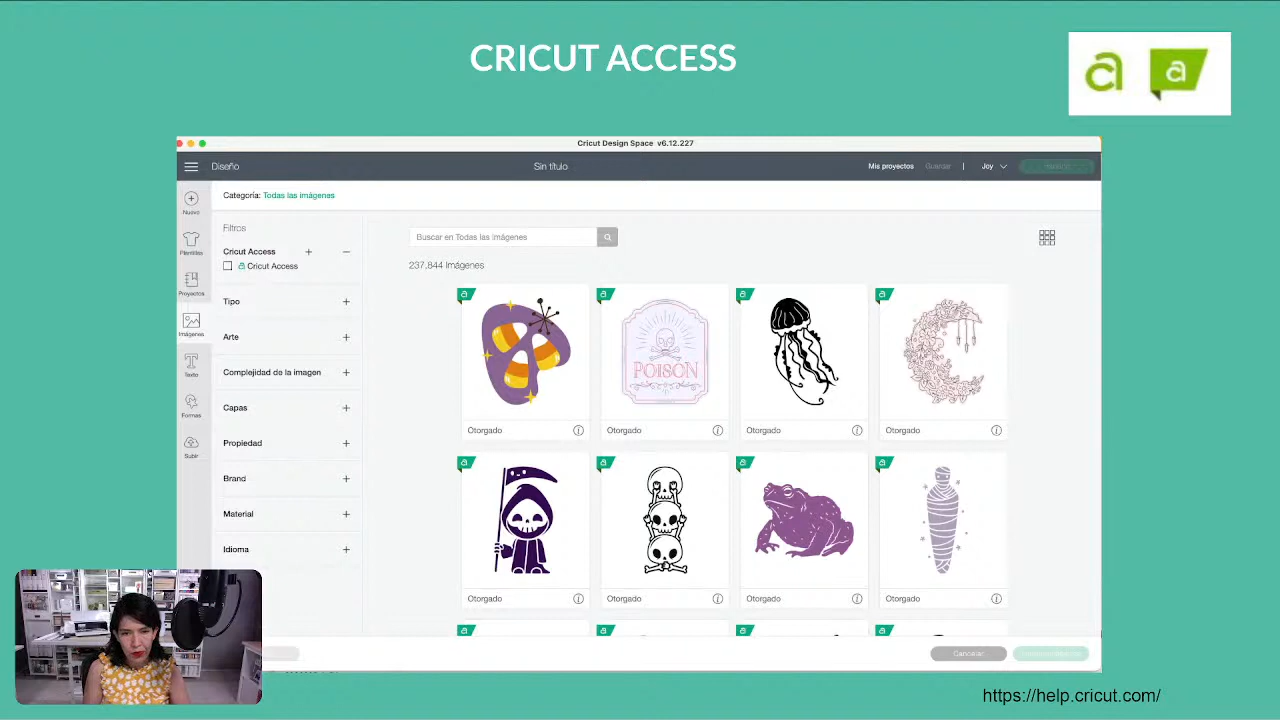 CRICUT ACCESS
a a
Cricut Design Space v6.12.227
Diseño
Sin título
Mis proyectos Guardar | Joy
Categoría: Todas las imágenes
Nuevo
Plantillas
Proyectos
Imágenes
Texto
Formas
Subir
Filtros
Cricut Access + −
a Cricut Access
Tipo +
Arte +
Complejidad de la imagen +
Capas +
Propiedad +
Brand +
Material +
Idioma +
Buscar en Todas las imágenes
237,844 Imágenes
POISON
Otorgado
Otorgado
Otorgado
Otorgado
Otorgado
Otorgado
Otorgado
Otorgado
Cancelar
https://help.cricut.com/